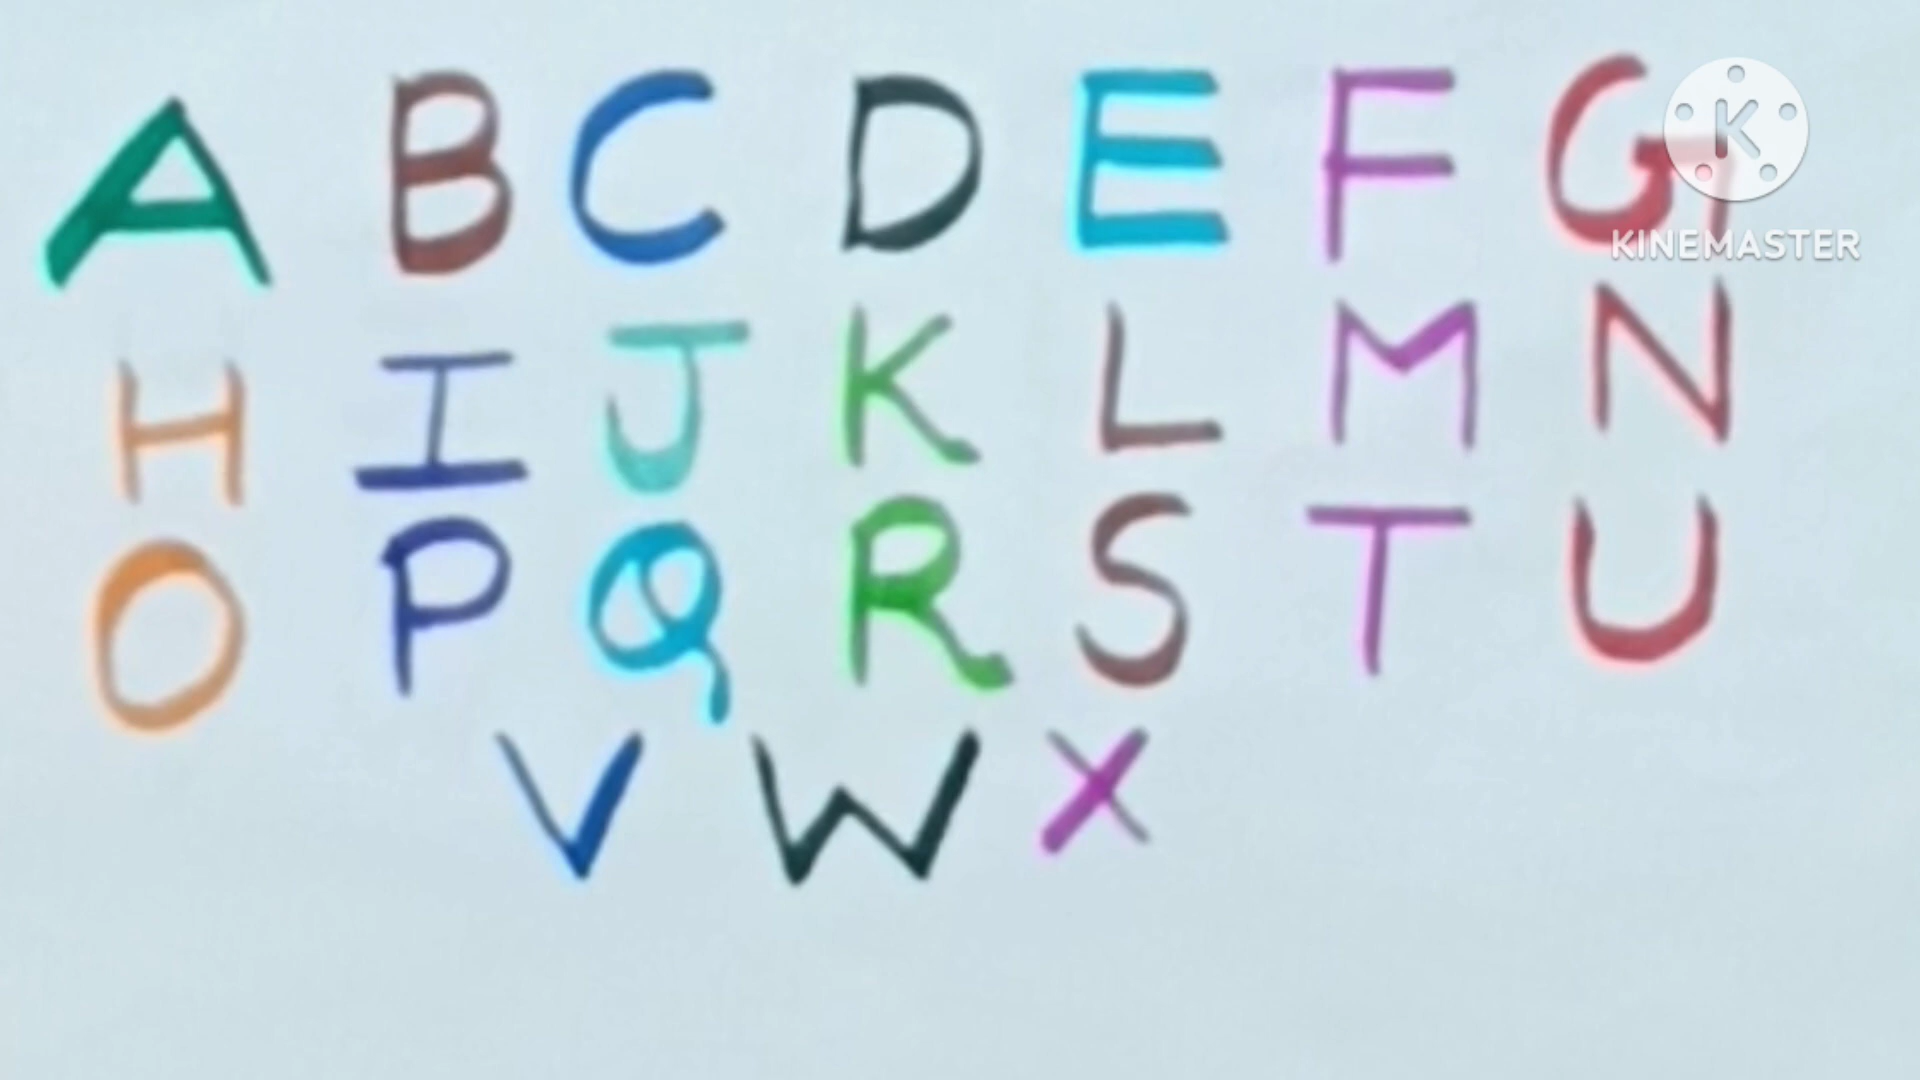 A B C D E F G
H I J K L M N
O P Q R S T U
V W X
K
KINEMASTER